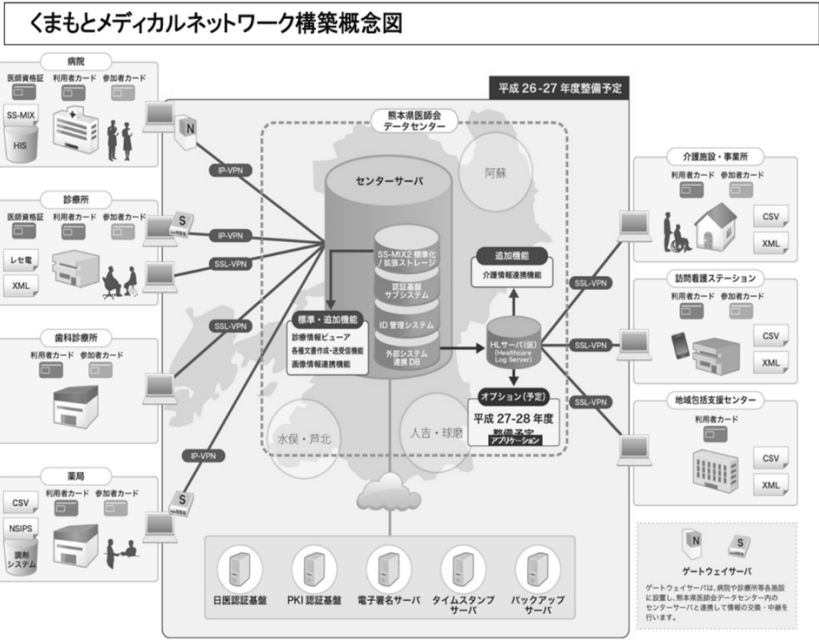 くまもとメディカルネットワーク構築概念図
病院
医師資格証 利用者カード 参加者カード
SS-MIX
HIS
N
IP-VPN
診療所
医師資格証 利用者カード 参加者カード
レセ電
XML
S
IP-VPN
SSL-VPN
歯科診療所
利用者カード 参加者カード
SSL-VPN
薬局
利用者カード 参加者カード
CSV
NSIPS
調剤
システム
S
IP-VPN
平成26-27年度整備予定
熊本県医師会
データセンター
阿蘇
センターサーバ
SS-MIX2 標準化
/ 拡張ストレージ
認証基盤
サブシステム
ID 管理システム
外部システム
連携 DB
標準・追加機能
診療情報ビューア
各種文書作成・送受信機能
画像情報連携機能
追加機能
介護情報連携機能
HLサーバ(仮)
(Healthcare
Log Server)
オプション(予定)
平成 27-28 年度
整備予定
アプリケーション
水俣・芦北
人吉・球磨
日医認証基盤
PKI 認証基盤
電子署名サーバ
タイムスタンプ
サーバ
バックアップ
サーバ
介護施設・事業所
利用者カード 参加者カード
CSV
XML
SSL-VPN
訪問看護ステーション
利用者カード 参加者カード
CSV
XML
SSL-VPN
地域包括支援センター
利用者カード
CSV
XML
SSL-VPN
N
S
ゲートウェイサーバ
ゲートウェイサーバは、病院や診療所等各施設
に設置し、熊本県医師会データセンター内の
センターサーバと連携して情報の交換・中継を
行います。